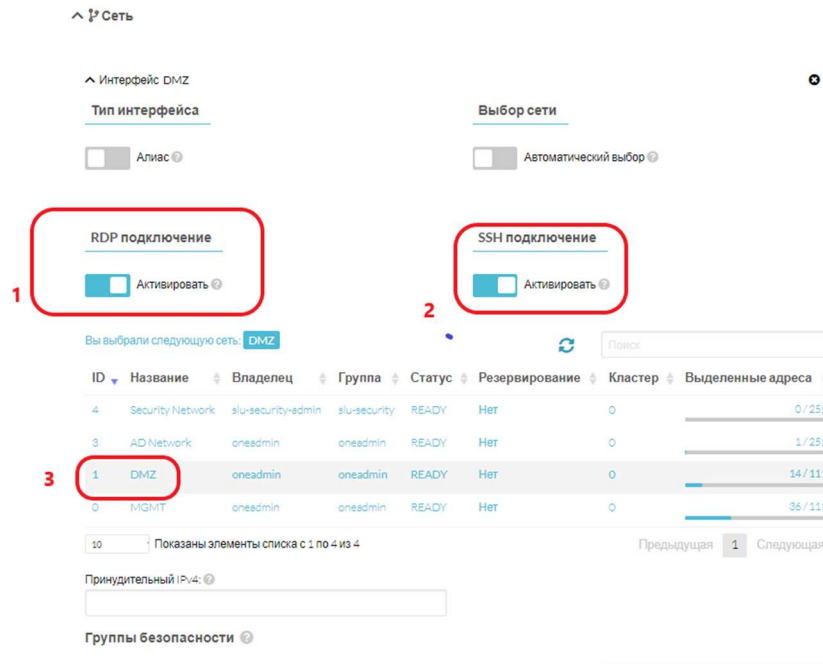 Сеть
Интерфейс DMZ
Тип интерфейса Выбор сети
Алиас Автоматический выбор
RDP подключение SSH подключение
1 Активировать 2 Активировать
Вы выбрали следующую сеть: DMZ Поиск
ID Название Владелец Группа Статус Резервирование Кластер Выделенные адреса
4 Security Network slu-security-admin slu-security READY Нет 0 0 / 255
3 AD Network oneadmin oneadmin READY Нет 0 1 / 255
3 1 DMZ oneadmin oneadmin READY Нет 0 14 / 11
0 MGMT oneadmin oneadmin READY Нет 0 36 / 11
10 Показаны элементы списка с 1 по 4 из 4 Предыдущая 1 Следующая
Принудительный IPv4:
Группы безопасности